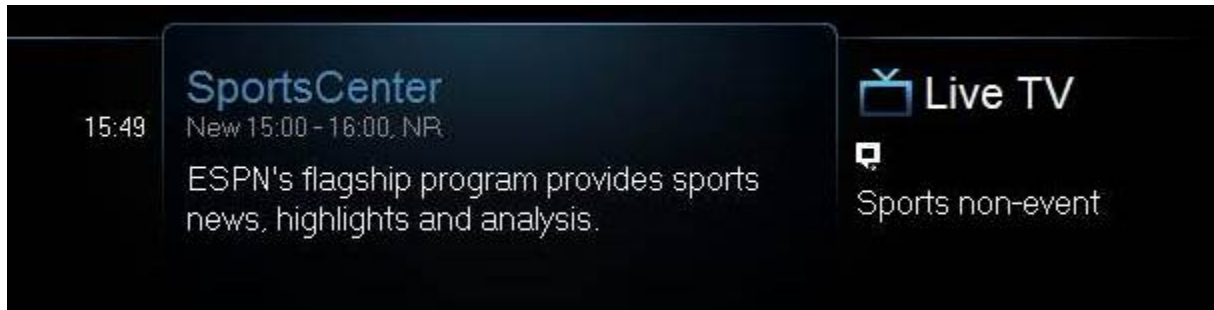 15:49
SportsCenter
New 15:00 - 16:00, NR
ESPN's flagship program provides sports
news, highlights and analysis.
Live TV
Sports non-event